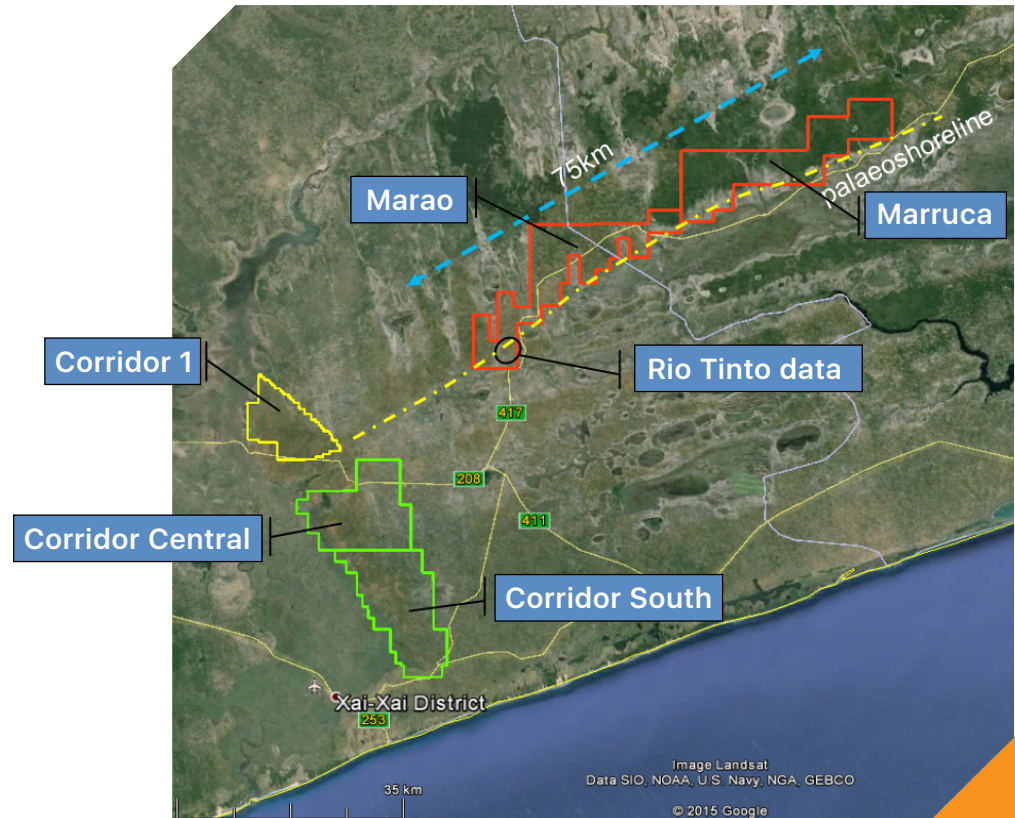 75km
palaeoshoreline
Marao
Marruca
Corridor 1
Rio Tinto data
417
208
411
Corridor Central
Corridor South
Xai-Xai District
253
35 km
Image Landsat
Data SIO, NOAA, U.S. Navy, NGA, GEBCO
© 2015 Google